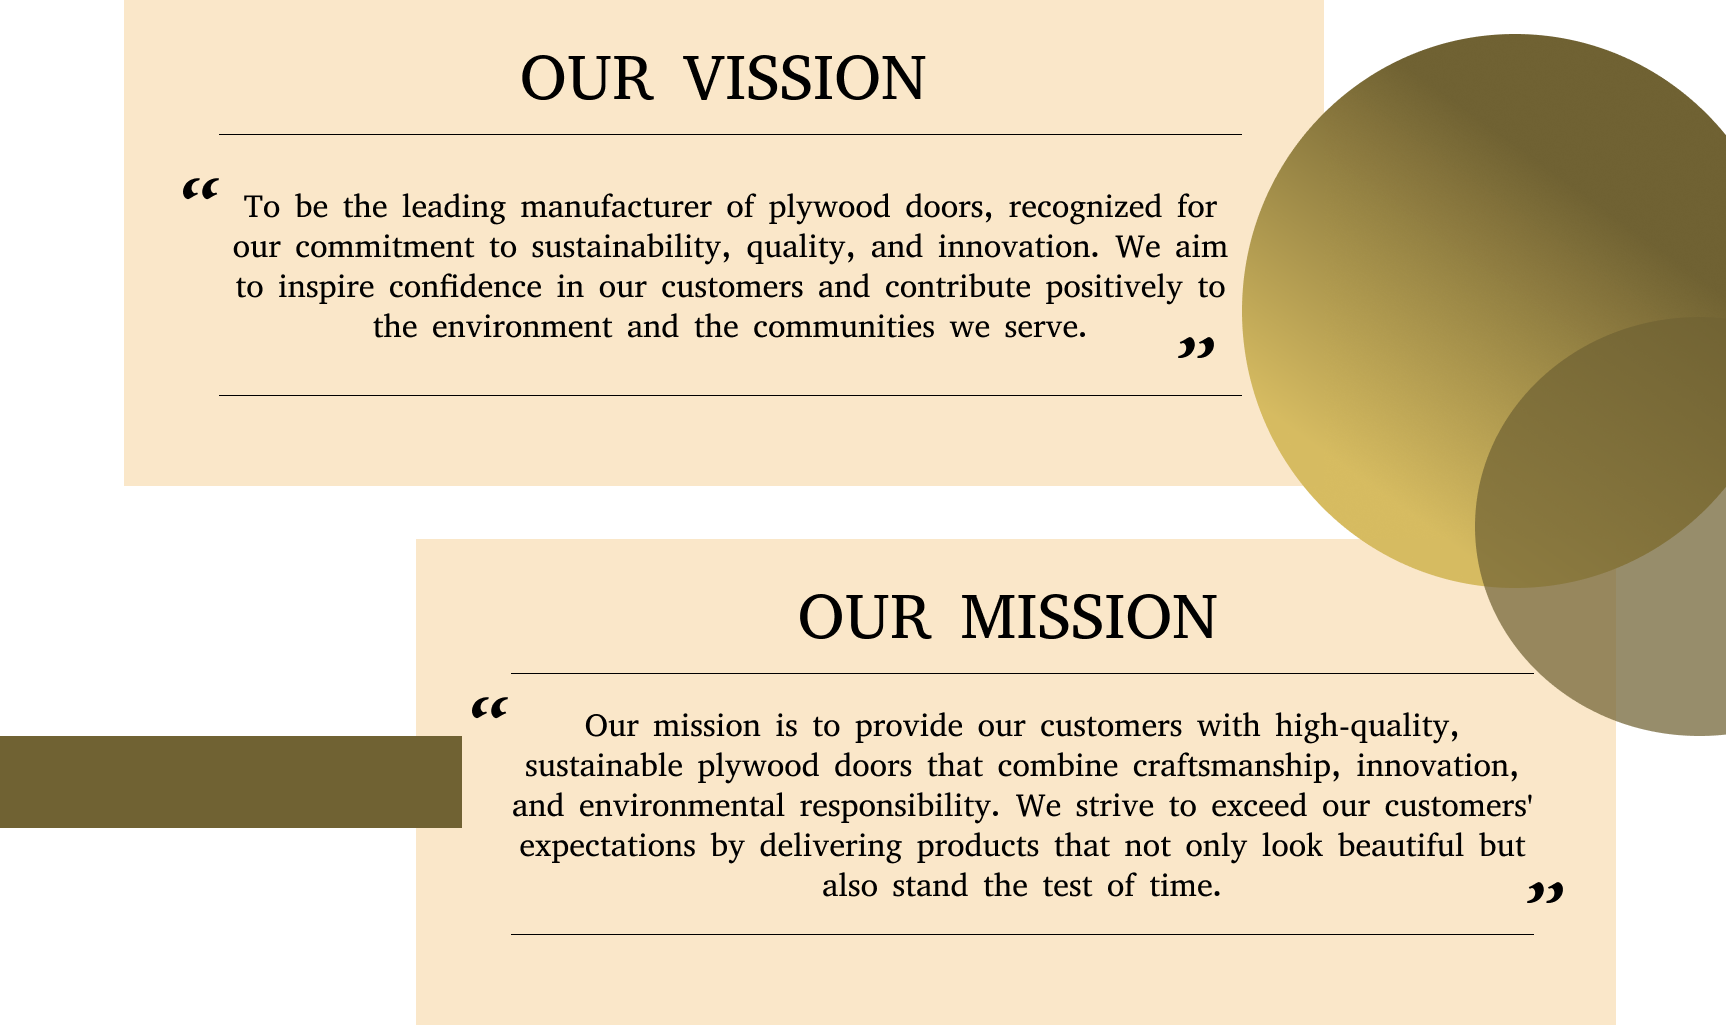 OUR VISSION
“ To be the leading manufacturer of plywood doors, recognized for
our commitment to sustainability, quality, and innovation. We aim
to inspire confidence in our customers and contribute positively to
the environment and the communities we serve.
”
OUR MISSION
“ Our mission is to provide our customers with high-quality,
sustainable plywood doors that combine craftsmanship, innovation,
and environmental responsibility. We strive to exceed our customers'
expectations by delivering products that not only look beautiful but
also stand the test of time. ”